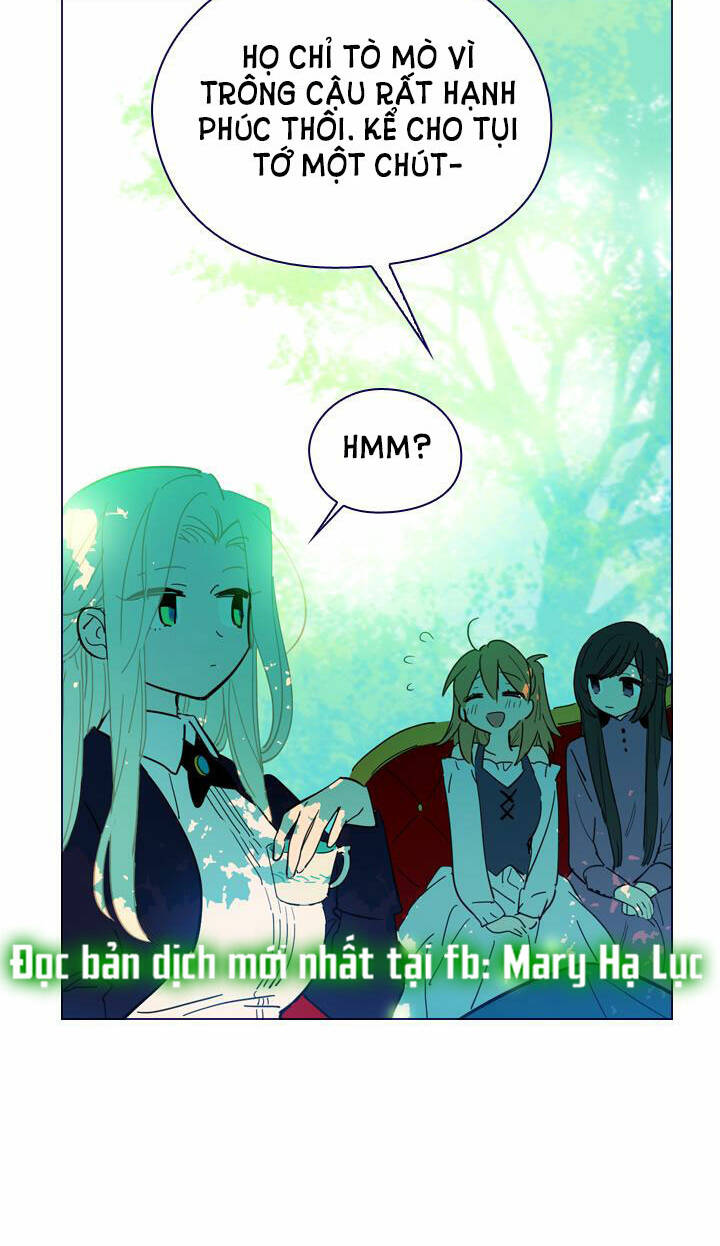 HỌ CHỈ TÒ MÒ VÌ
TRÔNG CẬU RẤT HẠNH
PHÚC THÔI. KỂ CHO TỤI
TỚ MỘT CHÚT-
HMM?
Đọc bản dịch mới nhất tại fb: Mary Hạ Lục